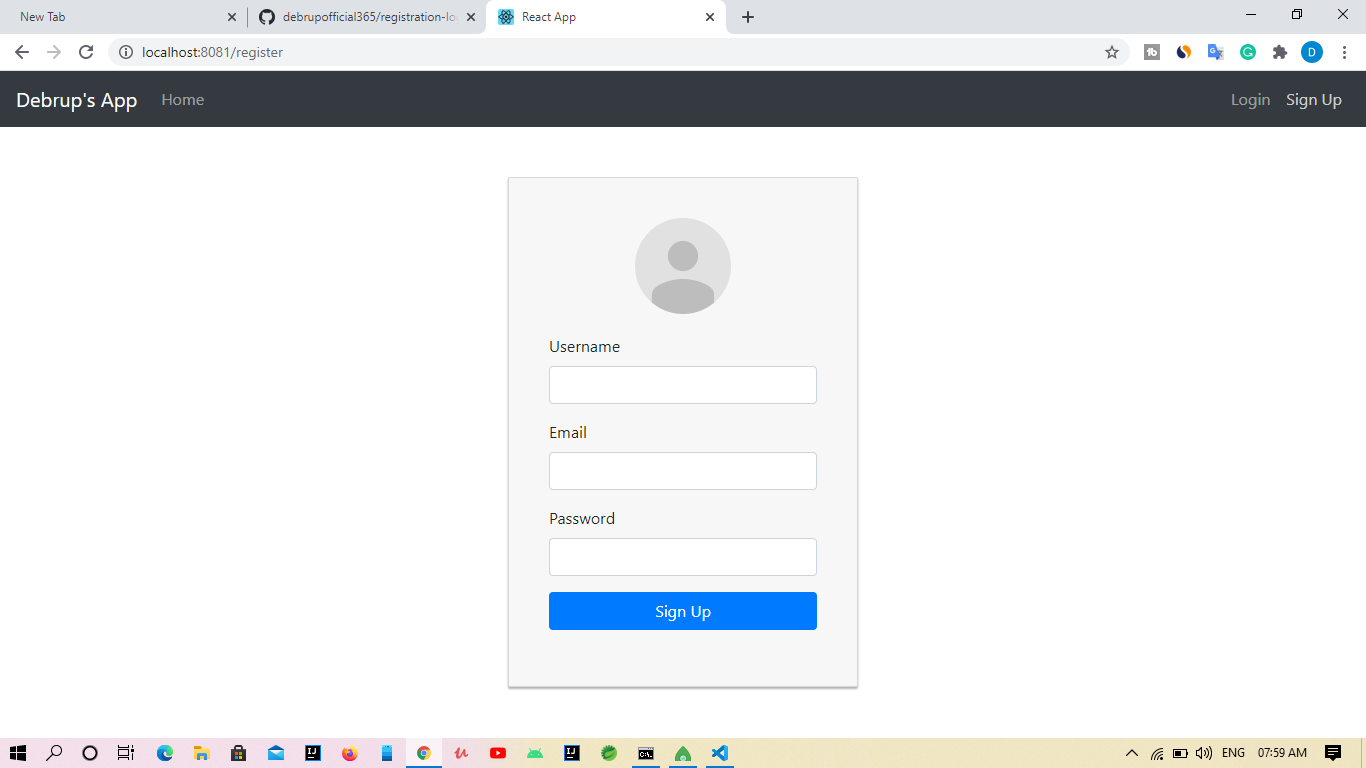 New Tab
debrupofficial365/registration-lo
React App
localhost:8081/register
D
Debrup's App Home Login Sign Up
Username
Email
Password
Sign Up
ENG 07:59 AM